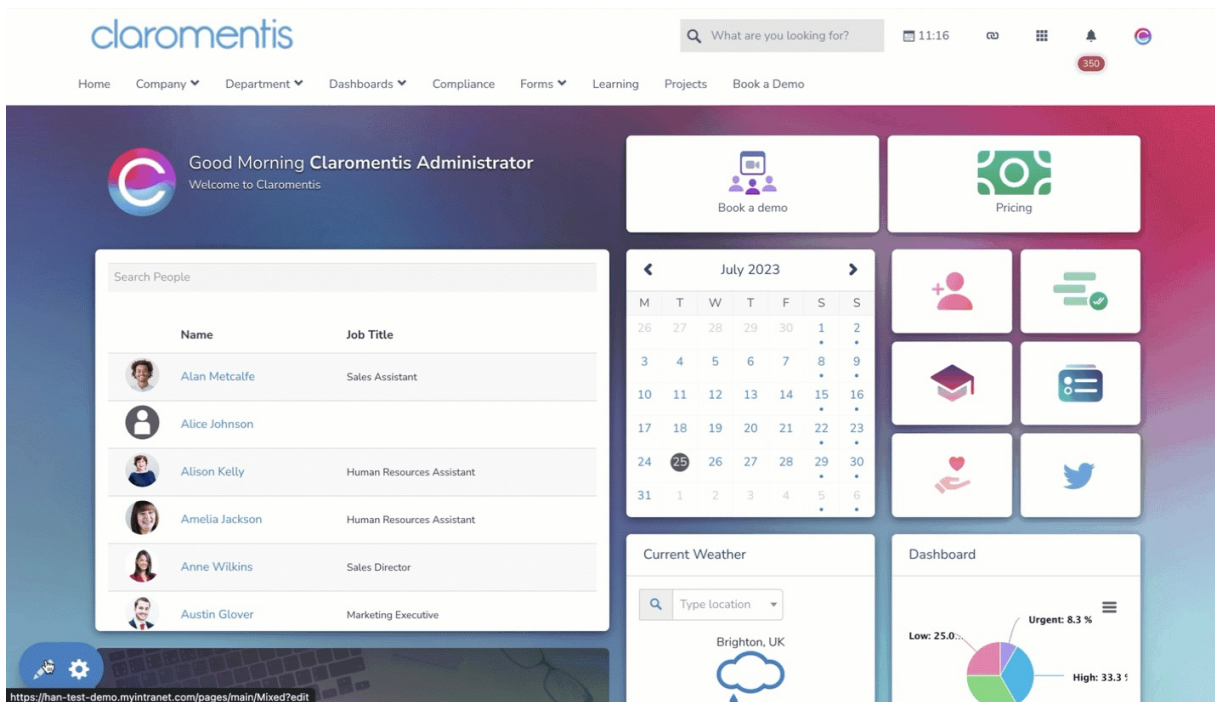 claromentis
What are you looking for?
11:16
350
Home Company Department Dashboards Compliance Forms Learning Projects Book a Demo
Good Morning Claromentis Administrator
Welcome to Claromentis
Book a demo
Pricing
Search People
Name Job Title
Alan Metcalfe Sales Assistant
Alice Johnson
Alison Kelly Human Resources Assistant
Amelia Jackson Human Resources Assistant
Anne Wilkins Sales Director
Austin Glover Marketing Executive
July 2023
M T W T F S S
26 27 28 29 30 1 2
3 4 5 6 7 8 9
10 11 12 13 14 15 16
17 18 19 20 21 22 23
24 25 26 27 28 29 30
31 1 2 3 4 5 6
Current Weather
Type location
Brighton, UK
Dashboard
Urgent: 8.3 %
Low: 25.0...
High: 33.3
https://han-test-demo.myintranet.com/pages/main/Mixed?edit